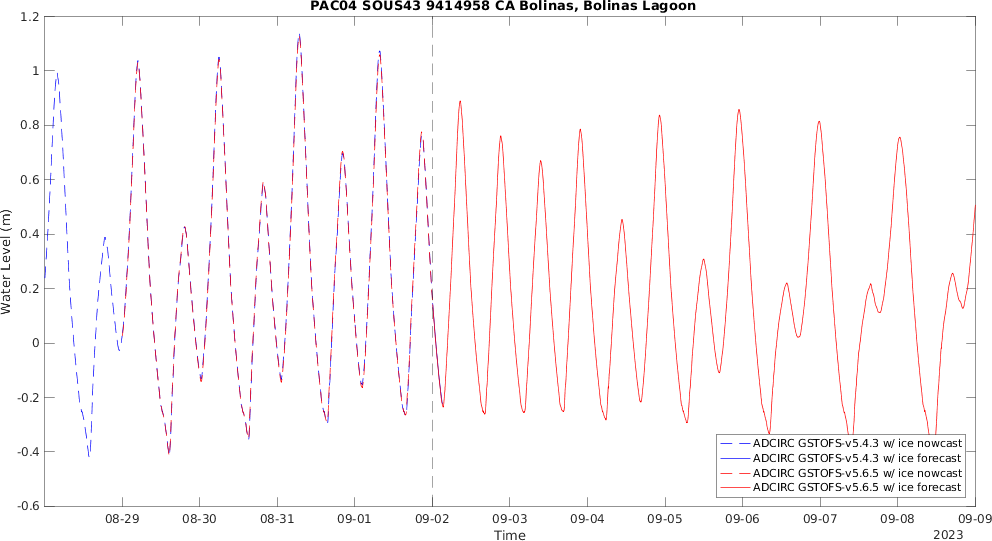 PAC04 SOUS43 9414958 CA Bolinas, Bolinas Lagoon
1.2
1
0.8
0.6
0.4
0.2
0
-0.2
-0.4
-0.6
Water Level (m)
ADCIRC GSTOFS-v5.4.3 w/ ice nowcast
ADCIRC GSTOFS-v5.4.3 w/ ice forecast
ADCIRC GSTOFS-v5.6.5 w/ ice nowcast
ADCIRC GSTOFS-v5.6.5 w/ ice forecast
08-29 08-30 08-31 09-01 09-02 09-03 09-04 09-05 09-06 09-07 09-08 09-09
Time
2023